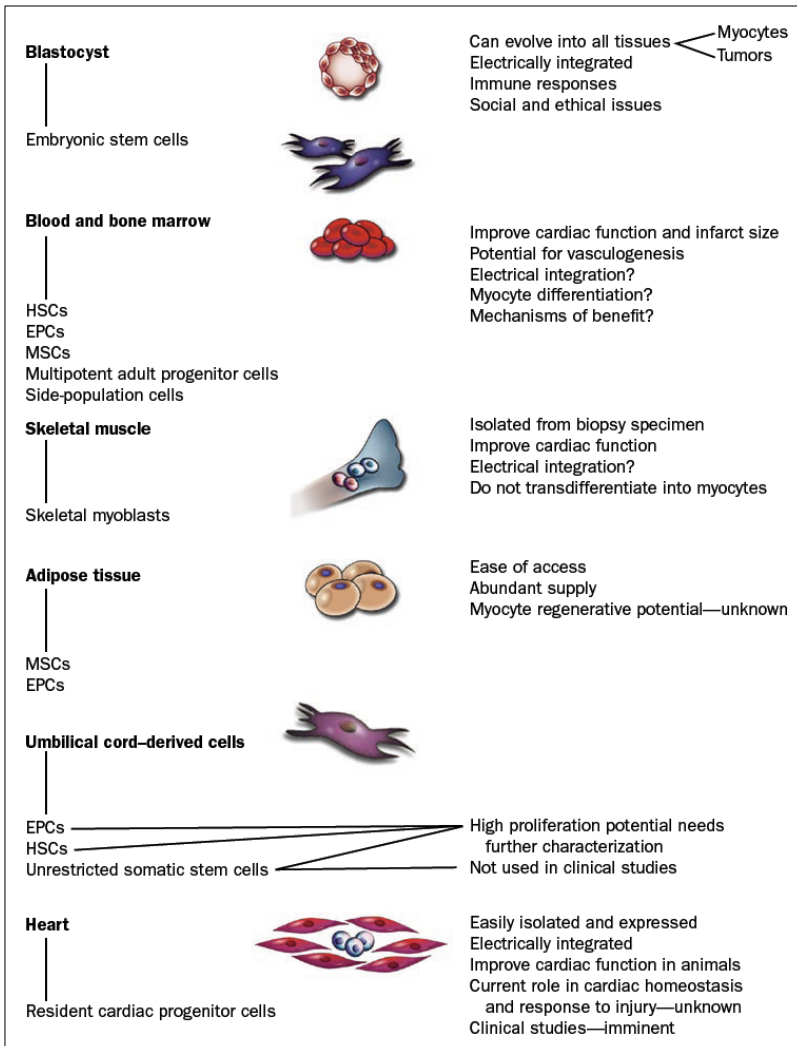 Blastocyst
Embryonic stem cells
Can evolve into all tissues
Myocytes
Tumors
Electrically integrated
Immune responses
Social and ethical issues
Blood and bone marrow
HSCs
EPCs
MSCs
Multipotent adult progenitor cells
Side-population cells
Improve cardiac function and infarct size
Potential for vasculogenesis
Electrical integration?
Myocyte differentiation?
Mechanisms of benefit?
Skeletal muscle
Skeletal myoblasts
Isolated from biopsy specimen
Improve cardiac function
Electrical integration?
Do not transdifferentiate into myocytes
Adipose tissue
MSCs
EPCs
Ease of access
Abundant supply
Myocyte regenerative potential—unknown
Umbilical cord–derived cells
EPCs
HSCs
Unrestricted somatic stem cells
High proliferation potential needs
further characterization
Not used in clinical studies
Heart
Resident cardiac progenitor cells
Easily isolated and expressed
Electrically integrated
Improve cardiac function in animals
Current role in cardiac homeostasis
and response to injury—unknown
Clinical studies—imminent